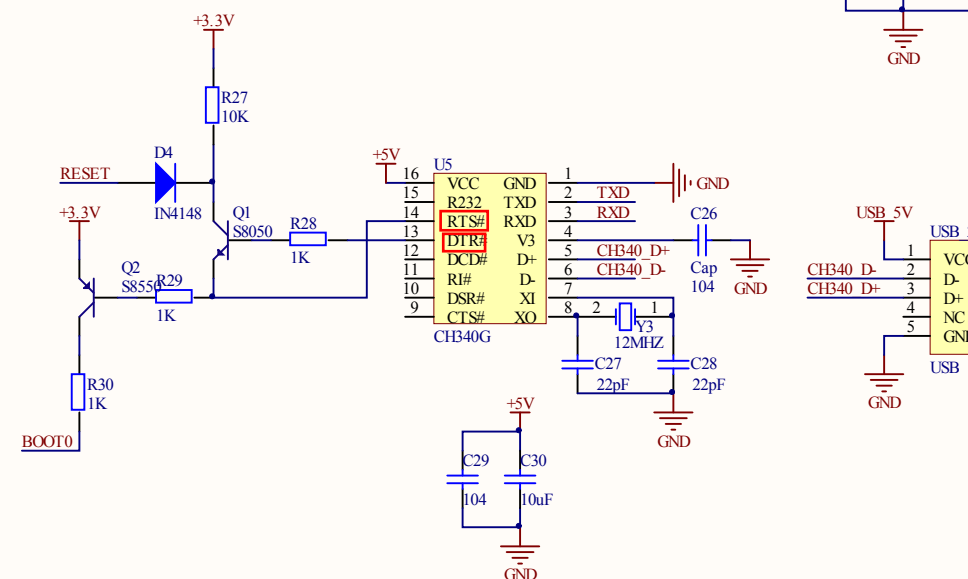 +3.3V
R27
10K
D4
RESET
IN4148
+3.3V
Q1
S8050
R28
1K
Q2
S8550
R29
1K
R30
1K
BOOT0
+5V
U5
16 VCC GND 1
15 R232 TXD 2 TXD
14 RTS# RXD 3 RXD
13 DTR# V3 4
12 DCD# D+ 5 CH340_D+
11 RI# D- 6 CH340_D-
10 DSR# XI 7
9 CTS# XO 8
CH340G
GND
C26
Cap
104
GND
2 1
Y3
12MHZ
C27
22pF
C28
22pF
GND
+5V
C29
104
C30
10uF
GND
GND
USB_5V
USB
1 VCC
CH340_D- 2 D-
CH340_D+ 3 D+
4 NC
5 GND
USB
GND